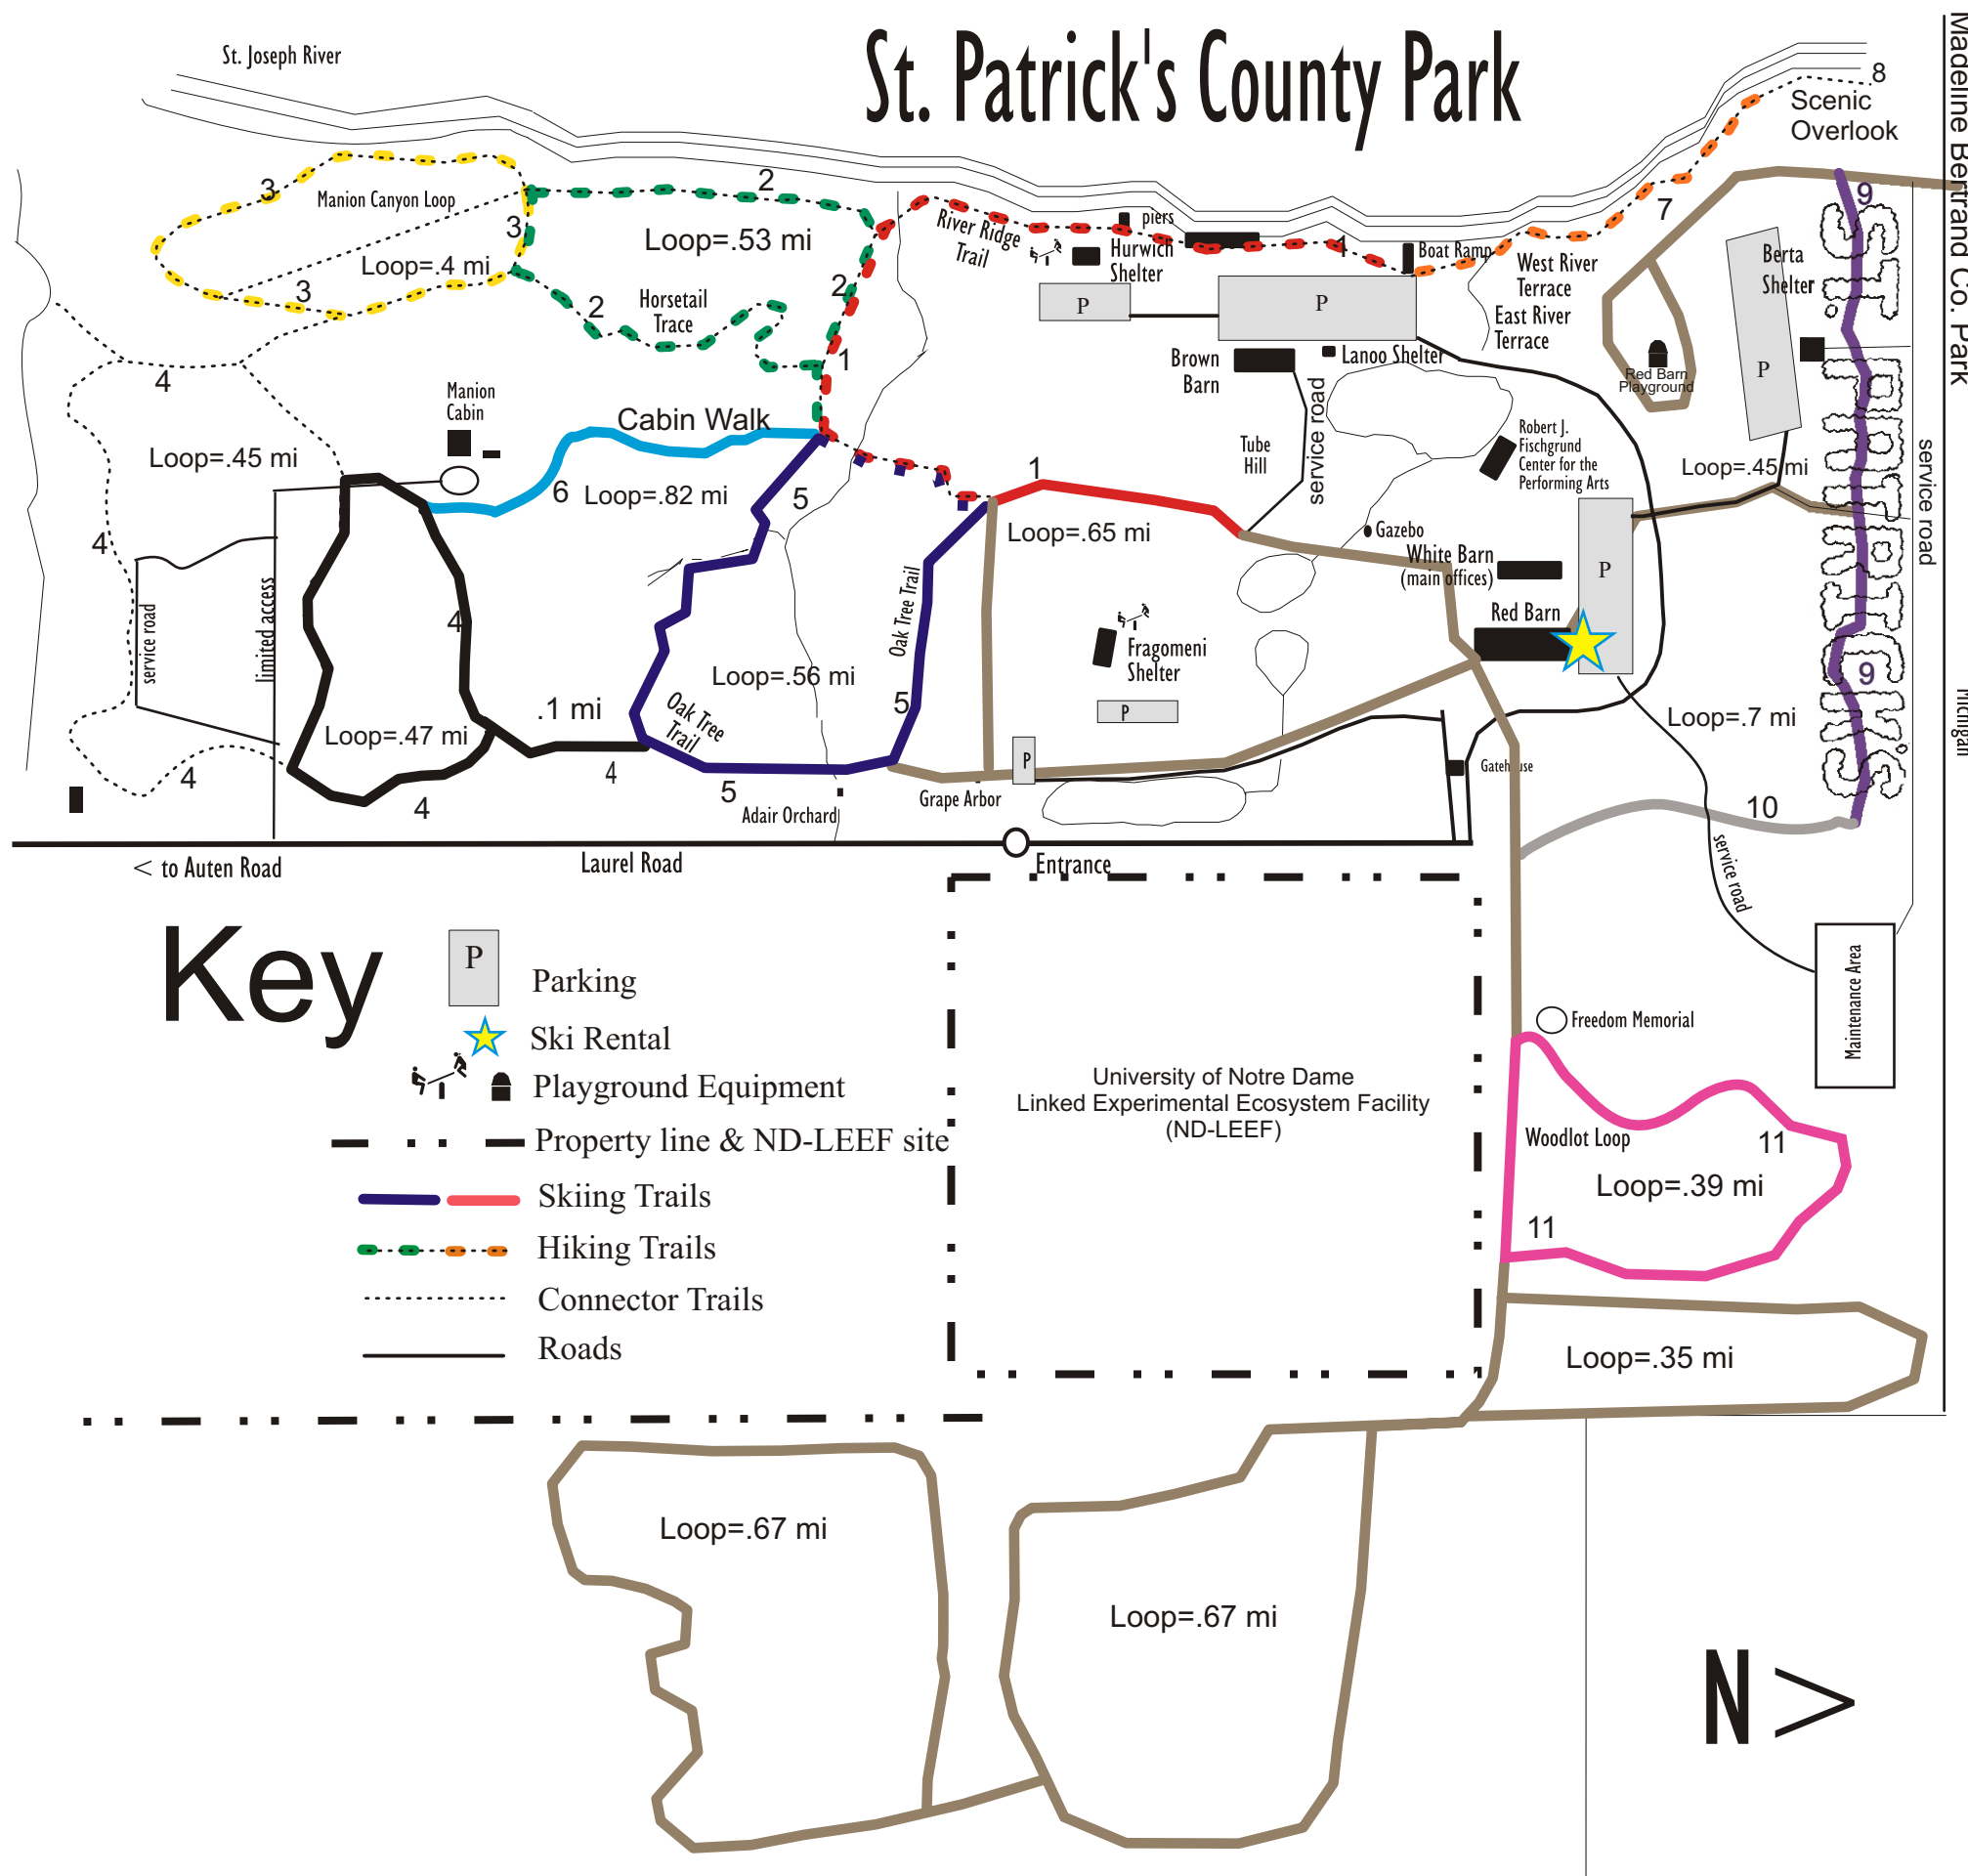 St. Patrick's County Park
St. Joseph River
8
Scenic
Overlook
Madeline Bertrand Co. Park
3
Manion Canyon Loop
2
9
7
River Ridge
Trail
piers
Hurwich
Shelter
1
Boat Ramp
West River
Terrace
East River
Terrace
Berta
Shelter
3
Loop=.53 mi
Loop=.4 mi
3
2
Horsetail
Trace
2
1
P
P
P
Brown
Barn
Lanoo Shelter
Red Barn
Playground
ST. PATRICK'S
4
Manion
Cabin
Cabin Walk
service road
Tube
Hill
Robert J.
Fischgrund
Center for the
Performing Arts
Loop=.45 mi
Loop=.45 mi
service road
6
Loop=.82 mi
5
1
Loop=.65 mi
Gazebo
White Barn
(main offices)
P
4
service road
limited access
4
Oak Tree Trail
Red Barn
Fragomeni
Shelter
9
Loop=.56 mi
5
Oak Tree
Trail
Loop=.47 mi
.1 mi
P
Loop=.7 mi
Michigan
4
4
4
5
Adair Orchard
Grape Arbor
P
Gatehouse
10
service road
< to Auten Road
Laurel Road
Entrance
Key
P
Parking
Ski Rental
Playground Equipment
Property line & ND-LEEF site
Skiing Trails
Hiking Trails
Connector Trails
Roads
University of Notre Dame
Linked Experimental Ecosystem Facility
(ND-LEEF)
Freedom Memorial
Maintenance Area
Woodlot Loop
11
Loop=.39 mi
11
Loop=.35 mi
Loop=.67 mi
Loop=.67 mi
N >